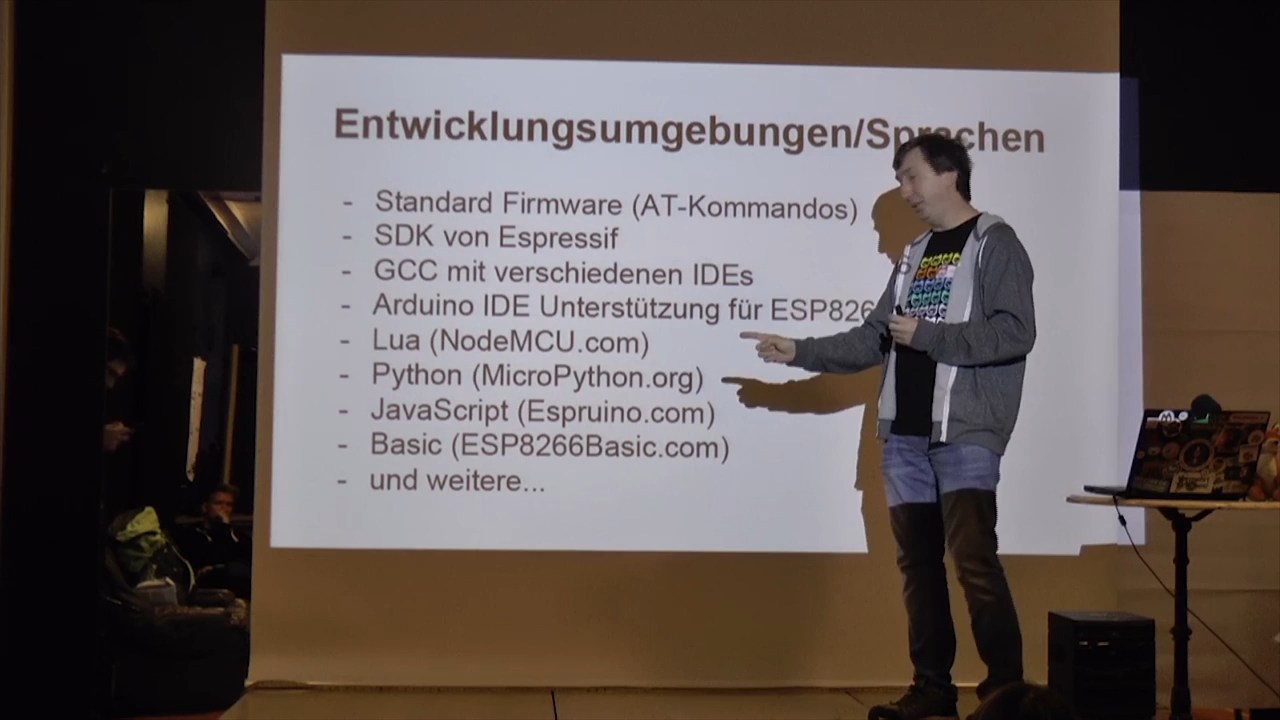 Entwicklungsumgebungen/Sprachen
- Standard Firmware (AT-Kommandos)
- SDK von Espressif
- GCC mit verschiedenen IDEs
- Arduino IDE Unterstützung für ESP826
- Lua (NodeMCU.com)
- Python (MicroPython.org)
- JavaScript (Espruino.com)
- Basic (ESP8266Basic.com)
- und weitere...